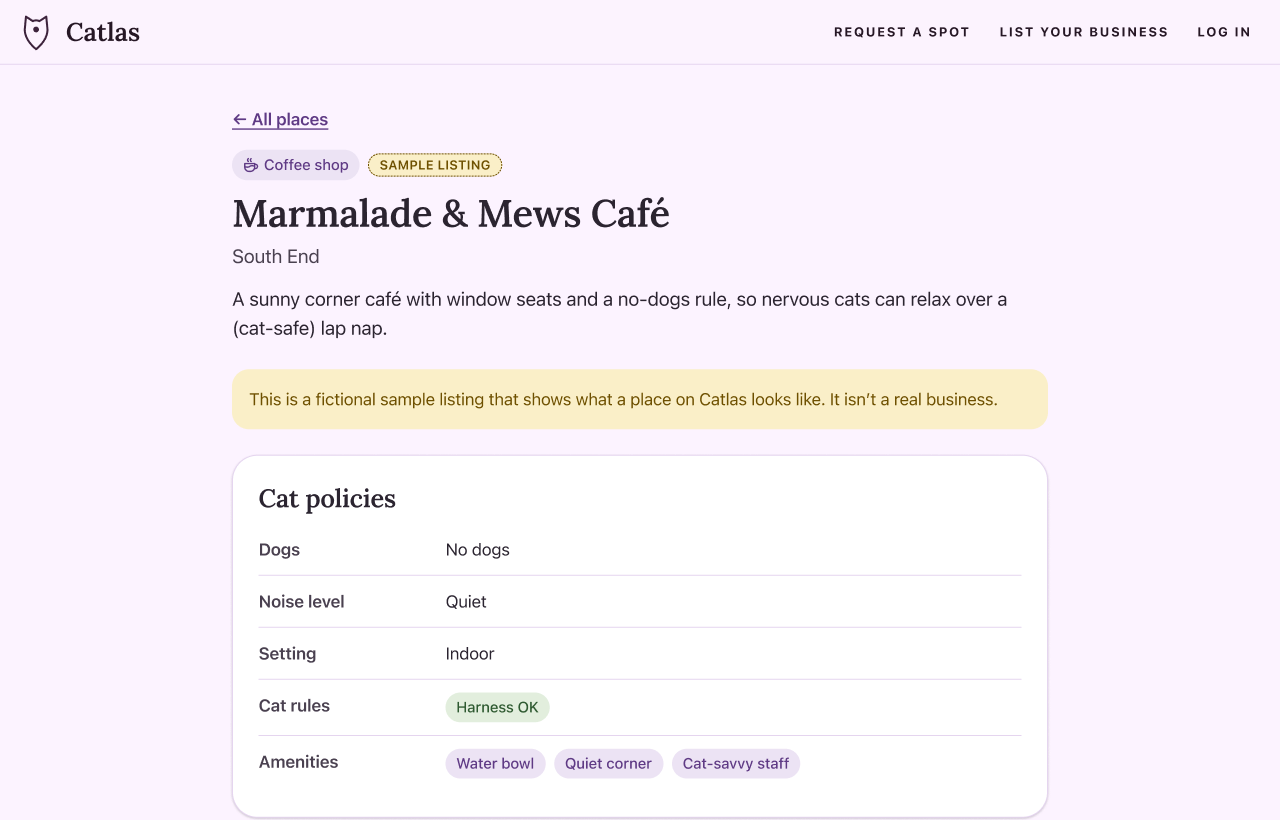 Catlas
REQUEST A SPOT
LIST YOUR BUSINESS
LOG IN
← All places
Coffee shop
SAMPLE LISTING
Marmalade & Mews Café
South End
A sunny corner café with window seats and a no-dogs rule, so nervous cats can relax over a
(cat-safe) lap nap.
This is a fictional sample listing that shows what a place on Catlas looks like. It isn’t a real business.
Cat policies
Dogs No dogs
Noise level Quiet
Setting Indoor
Cat rules Harness OK
Amenities Water bowl Quiet corner Cat-savvy staff